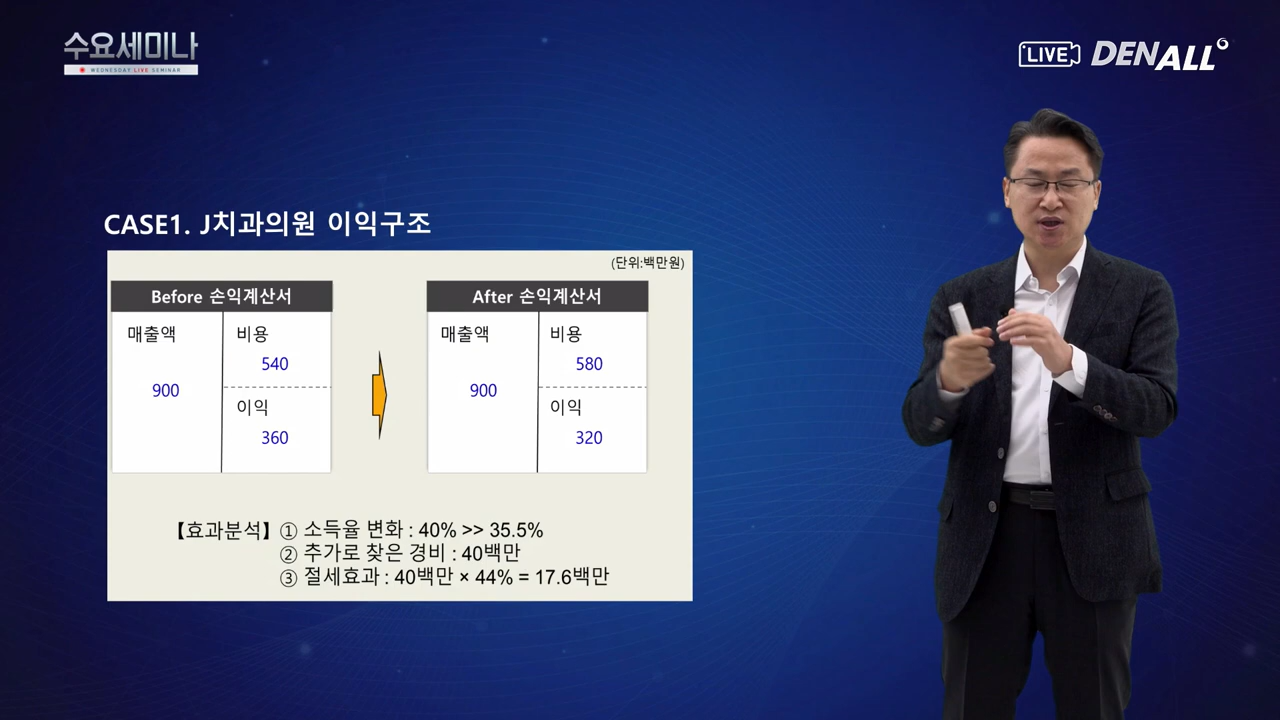 수요세미나
WEDNESDAY LIVE SEMINAR
LIVE DENALL
CASE1. J치과의원 이익구조
(단위:백만원)
Before 손익계산서
매출액
900
비용
540
이익
360
After 손익계산서
매출액
900
비용
580
이익
320
【효과분석】 ① 소득율 변화 : 40% >> 35.5%
② 추가로 찾은 경비 : 40백만
③ 절세효과 : 40백만 × 44% = 17.6백만